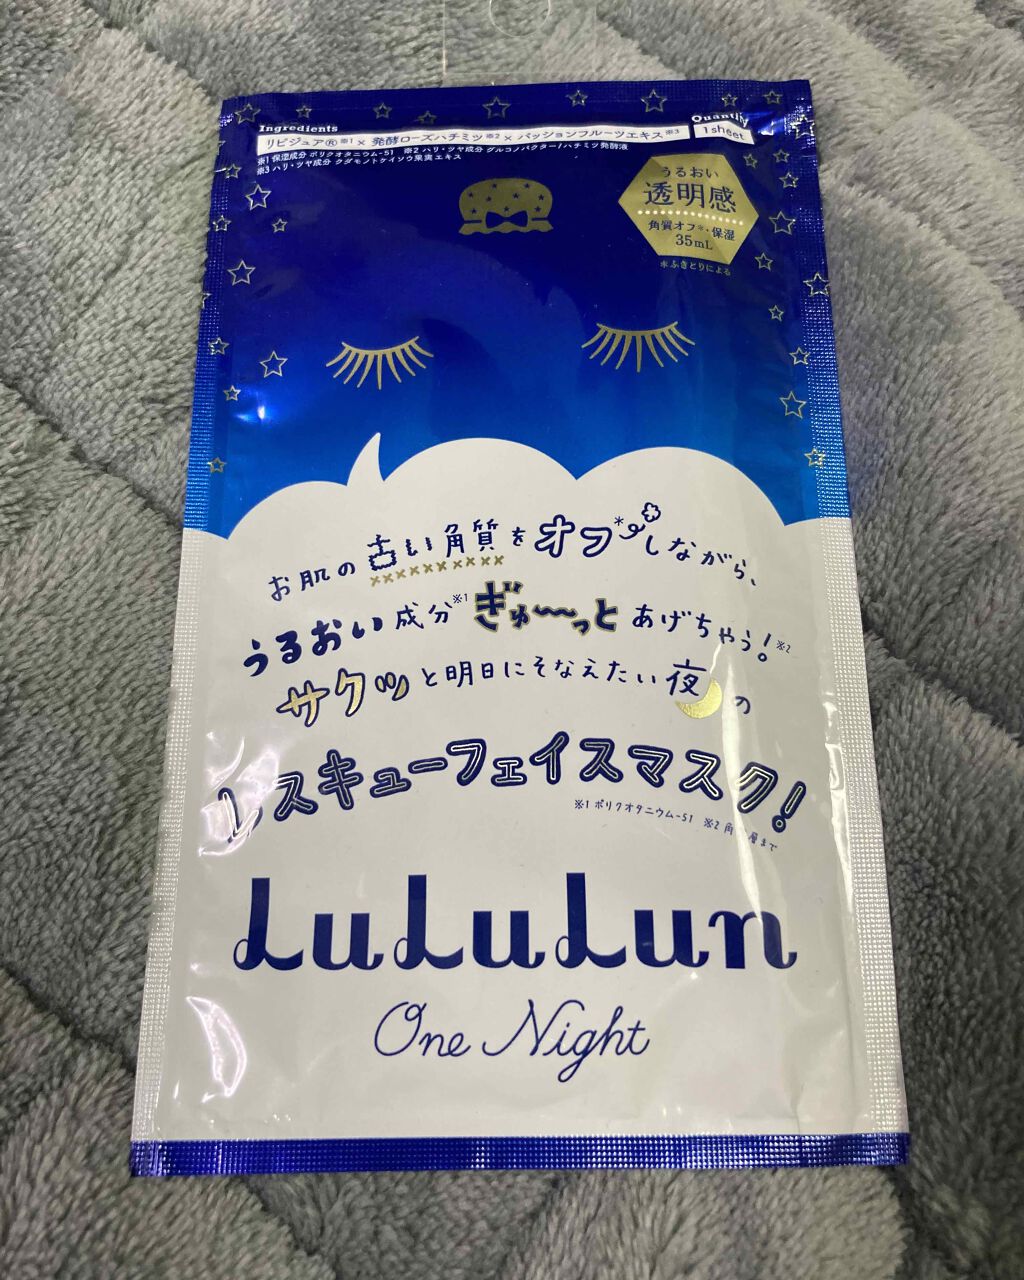 Ingredients
リピジュア®※1 × 発酵ローズハチミツ※2 × パッションフルーツエキス※3
※1 保湿成分 ポリクオタニウム-51 ※2 ハリ・ツヤ成分 グルコノバクター/ハチミツ発酵液
※3 ハリ・ツヤ成分 クダモノトケイソウ果実エキス
Quantity
1sheet
うるおい
透明感
角質オフ*・保湿
35mL
*ふきとりによる
お肌の古い角質をオフ*しながら、
うるおい成分※1ぎゅ〜っとあげちゃう!※2
サクッと明日にそなえたい夜の
レスキューフェイスマスク!
※1 ポリクオタニウム-51 ※2 角 層まで
LuLuLun
One Night